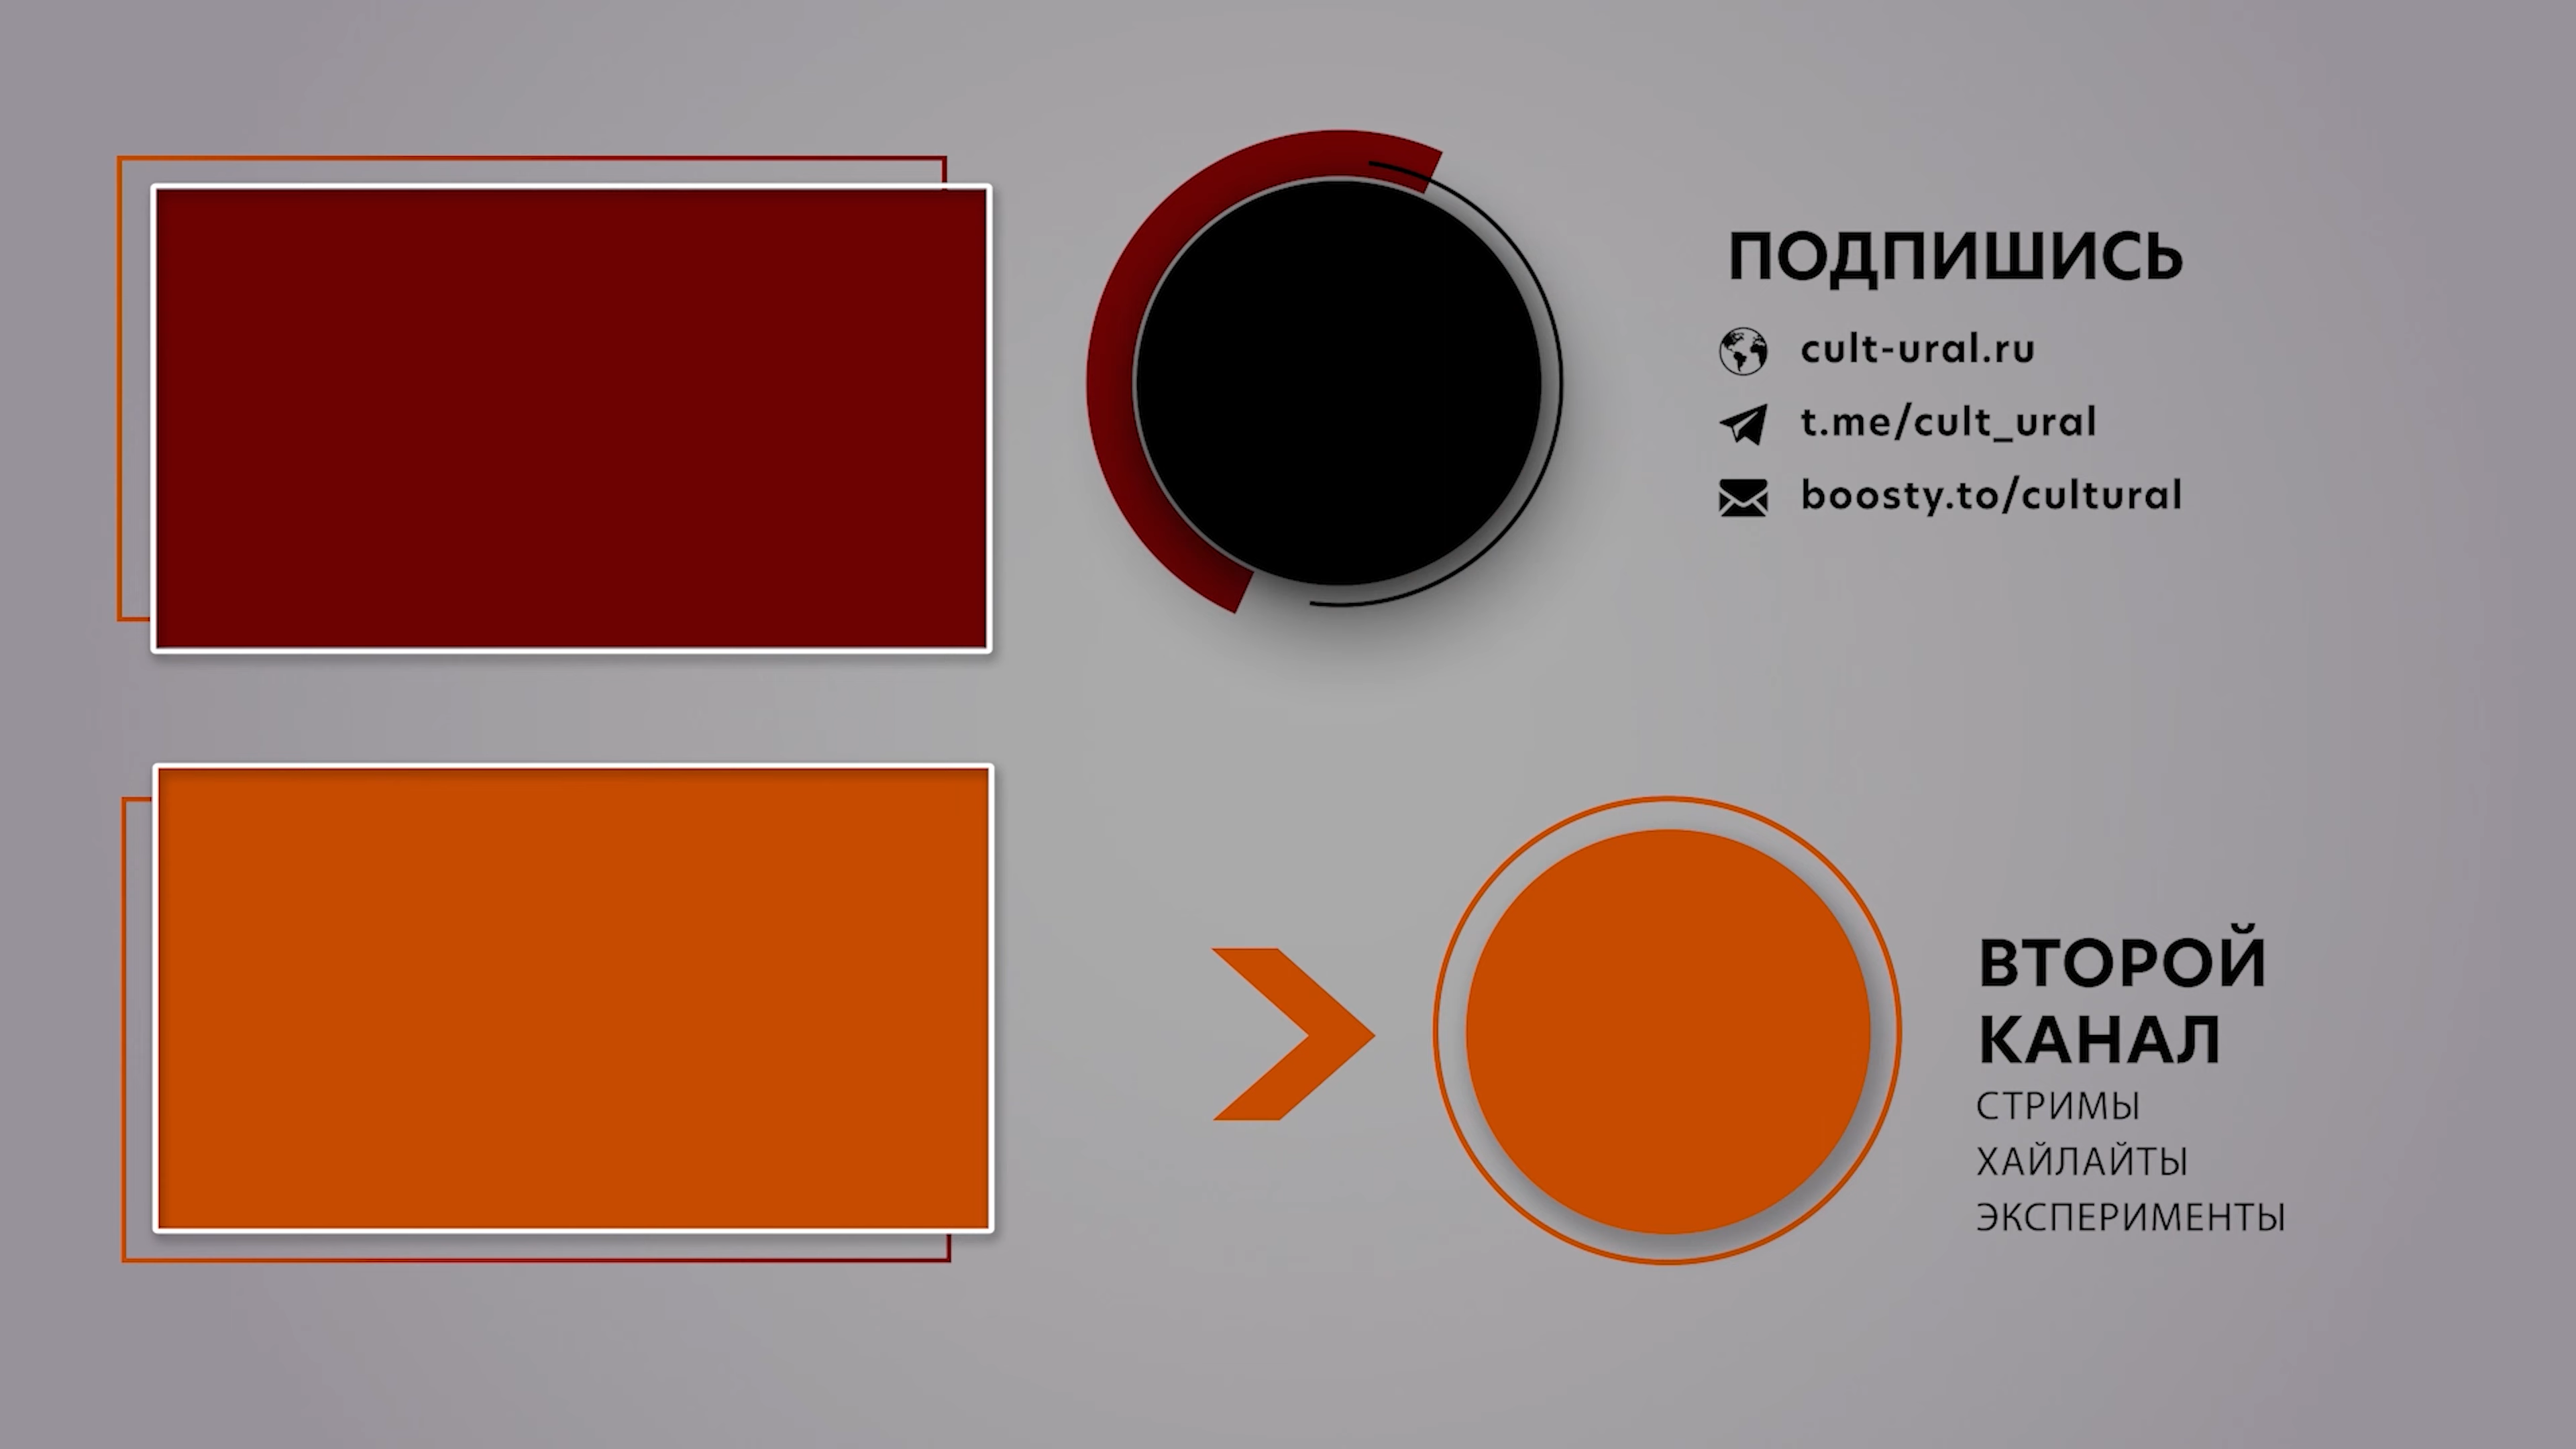 ПОДПИШИСЬ
cult-ural.ru
t.me/cult_ural
boosty.to/cultural
ВТОРОЙ
КАНАЛ
СТРИМЫ
ХАЙЛАЙТЫ
ЭКСПЕРИМЕНТЫ